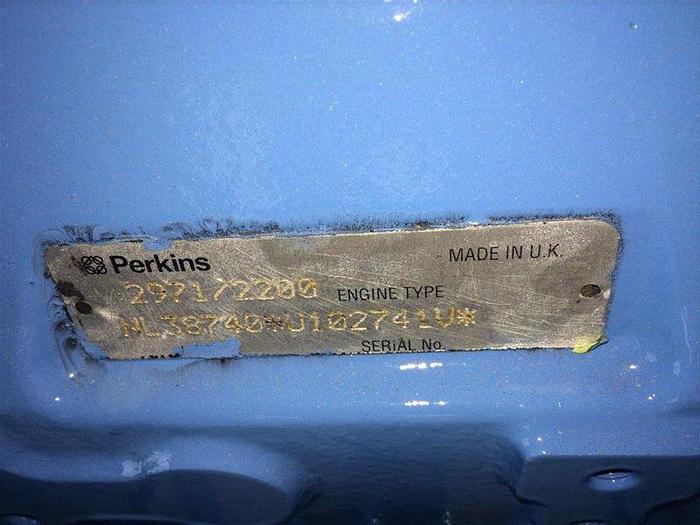 Perkins MADE IN U.K.
2971/2200 ENGINE TYPE
NL38740*U102741V*
SERIAL No.